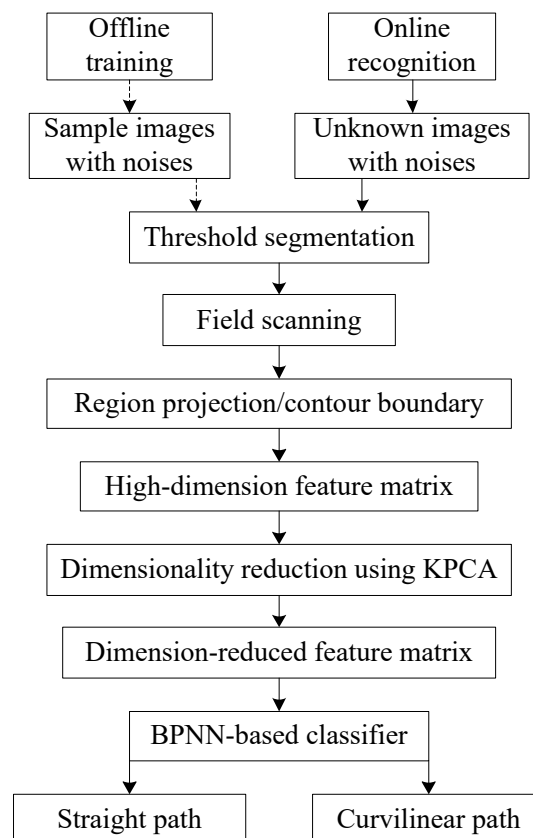 Offline
training
Online
recognition
Sample images
with noises
Unknown images
with noises
Threshold segmentation
Field scanning
Region projection/contour boundary
High-dimension feature matrix
Dimensionality reduction using KPCA
Dimension-reduced feature matrix
BPNN-based classifier
Straight path
Curvilinear path